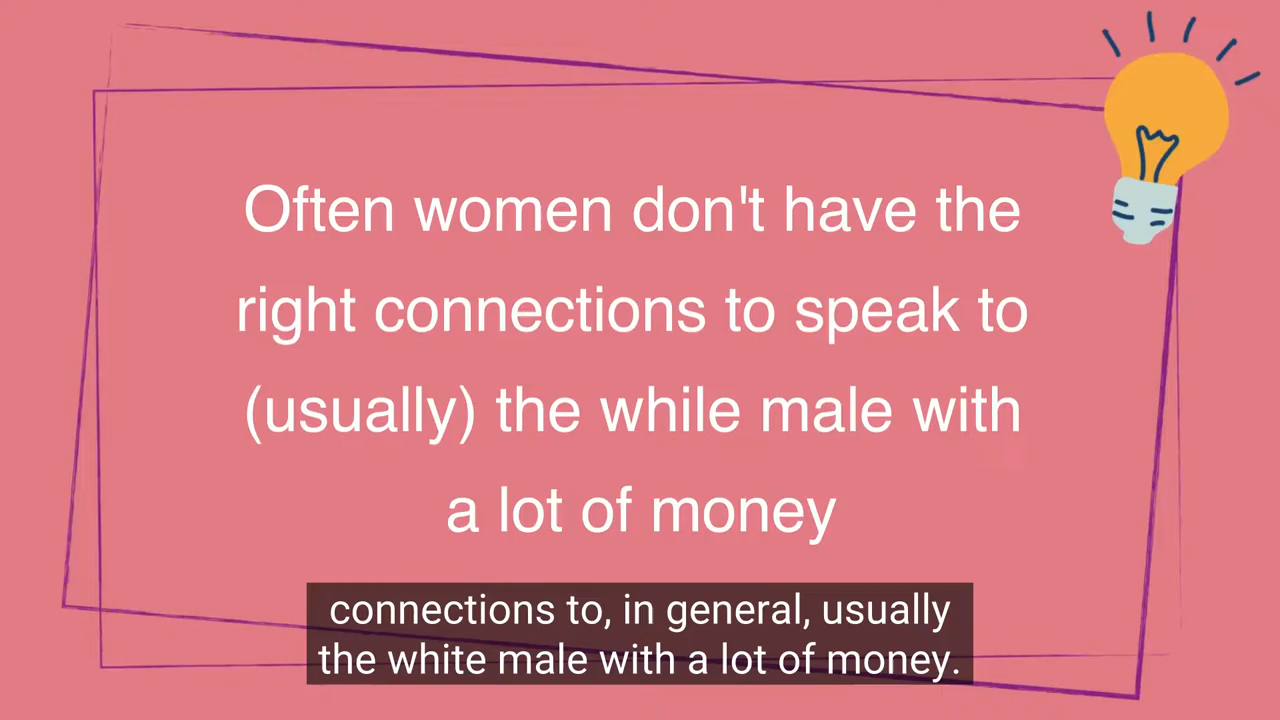 Often women don't have the
right connections to speak to
(usually) the while male with
a lot of money
connections to, in general, usually
the white male with a lot of money.